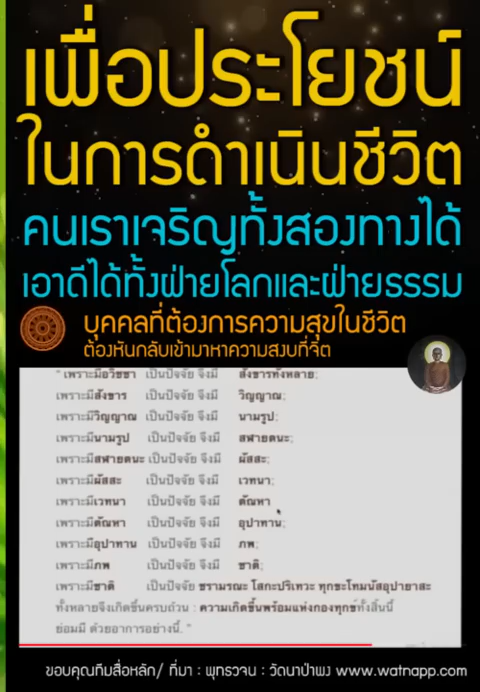 เพื่อประโยชน์
ในการดำเนินชีวิต
คนเราเจริญทั้งสองทางได้
เอาดีได้ทั้งฝ่ายโลกและฝ่ายธรรม
บุคคลที่ต้องการความสุขในชีวิต
ต้องหันกลับเข้ามาหาความสงบที่จิต
" เพราะมีอวิชชา เป็นปัจจัย จึงมี สังขารทั้งหลาย;
เพราะมีสังขาร เป็นปัจจัย จึงมี วิญญาณ;
เพราะมีวิญญาณ เป็นปัจจัย จึงมี นามรูป;
เพราะมีนามรูป เป็นปัจจัย จึงมี สฬายตนะ;
เพราะมีสฬายตนะ เป็นปัจจัย จึงมี ผัสสะ;
เพราะมีผัสสะ เป็นปัจจัย จึงมี เวทนา;
เพราะมีเวทนา เป็นปัจจัย จึงมี ตัณหา
เพราะมีตัณหา เป็นปัจจัย จึงมี อุปาทาน;
เพราะมีอุปาทาน เป็นปัจจัย จึงมี ภพ;
เพราะมีภพ เป็นปัจจัย จึงมี ชาติ;
เพราะมีชาติ เป็นปัจจัย ชรามรณะ โสกะปริเทวะ ทุกขะโทมนัสอุปายาสะ
ทั้งหลายจึงเกิดขึ้นครบถ้วน : ความเกิดขึ้นพร้อมแห่งกองทุกข์ทั้งสิ้นนี้
ย่อมมี ด้วยอาการอย่างนี้. "
ขอบคุณทีมสื่อหลัก/ ที่มา : พุทธวจน : วัดนาป่าพง www.watnapp.com